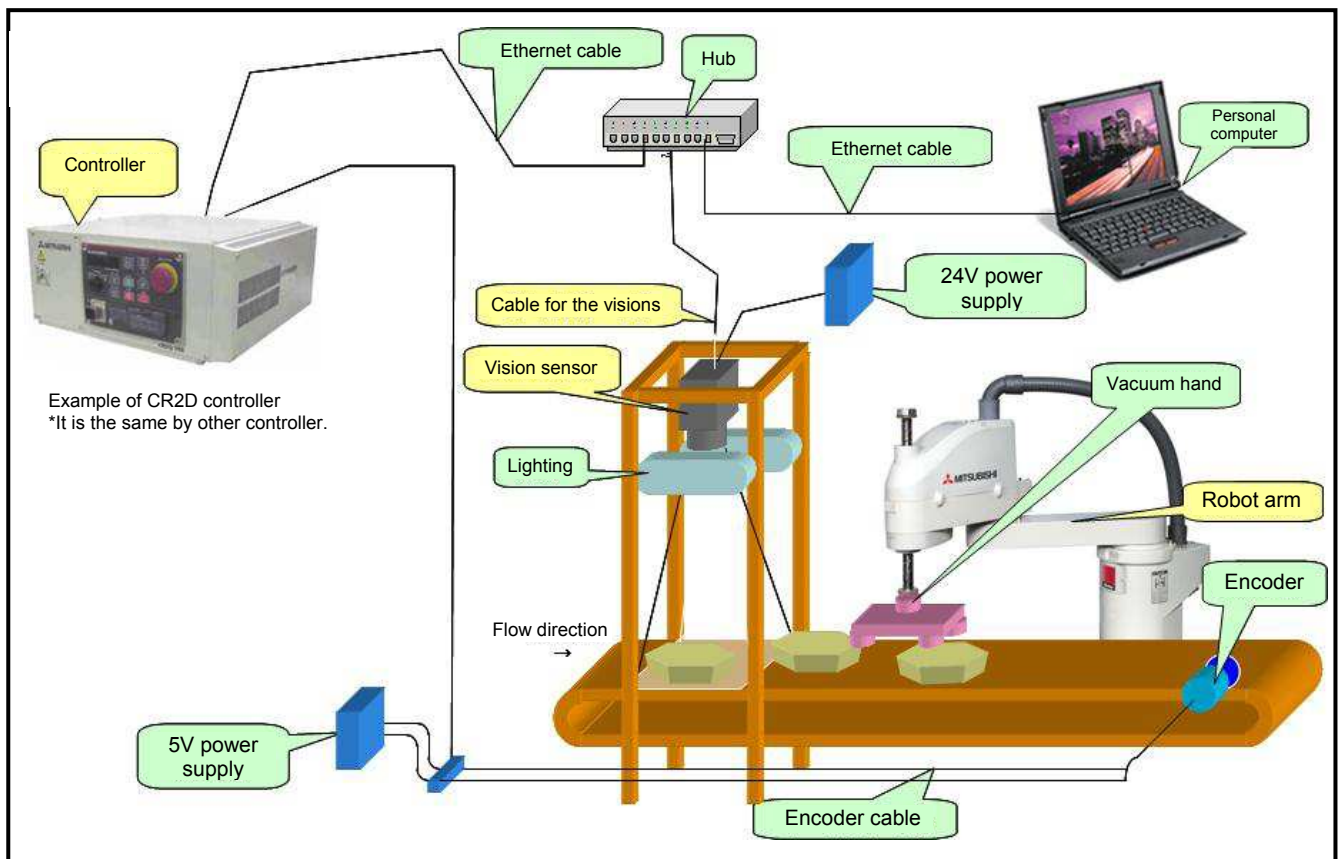 Ethernet cable
Hub
Personal
computer
Controller
Ethernet cable
MITSUBISHI
24V power
supply
Cable for the visions
Vision sensor
Vacuum hand
Example of CR2D controller
*It is the same by other controller.
Lighting
MITSUBISHI
Robot arm
Encoder
Flow direction
→
5V power
supply
Encoder cable